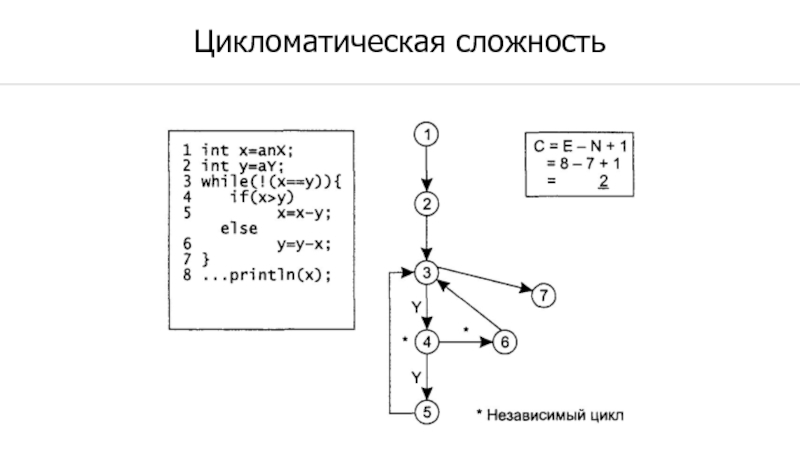 Цикломатическая сложность
1 int x=anX;
2 int y=aY;
3 while(!(x==y)){
4 if(x>y)
5 x=x-y;
else
6 y=y-x;
7 }
8 ...println(x);
1
2
3
7
Y
* 4 * 6
Y
5
C = E – N + 1
= 8 – 7 + 1
= 2
* Независимый цикл